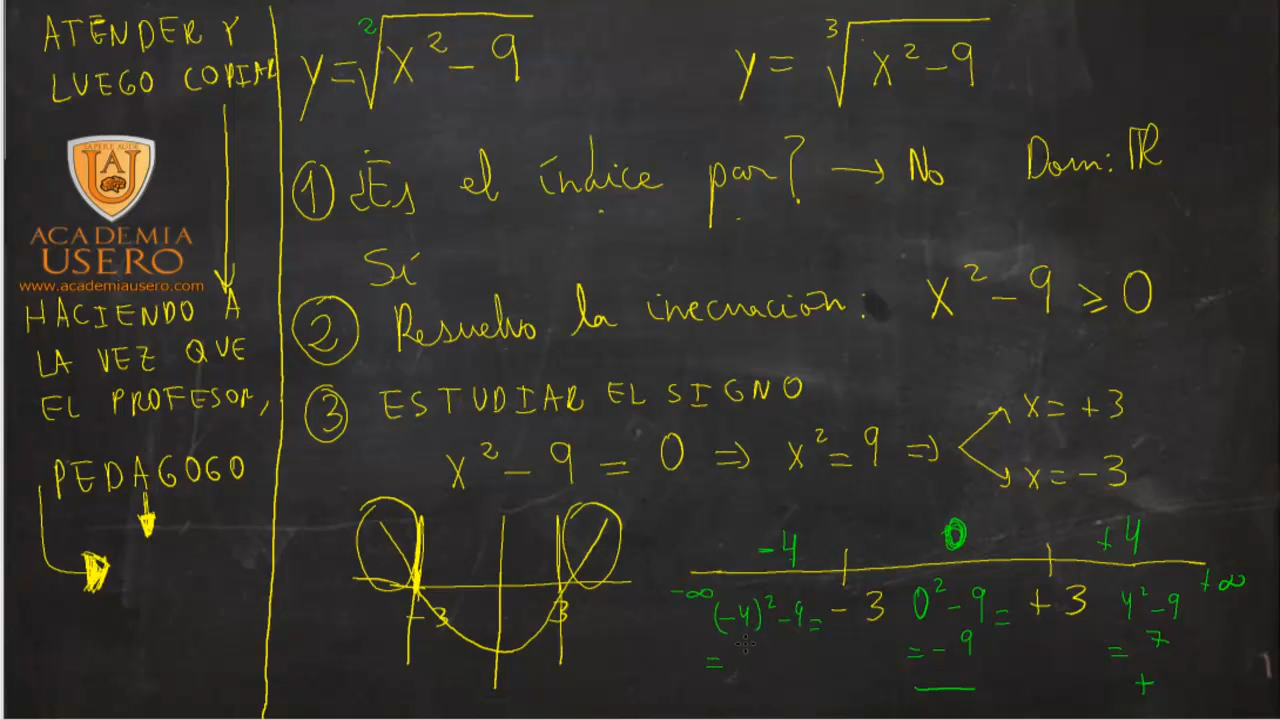 ATENDER Y
LUEGO COPIAR
SAPERE AUDE
UA
ACADEMIA
USERO
www.academiausero.com
HACIENDO A
LA VEZ QUE
EL PROFESOR,
PEDAGOGO
y = ²√(x² - 9)
y = ³√(x² - 9)
① ¿Es el índice par? → No Dom: ℝ
Sí
② Resuelvo la inecuación: x² - 9 ≥ 0
③ ESTUDIAR EL SIGNO
x² - 9 = 0 ⇒ x² = 9 ⇒
x = +3
x = -3
-3 3
-4 0 +4
-∞ -3 +3 +∞
(-4)² - 9 = 0² - 9 = 4² - 9
= = -9 = 7
- +